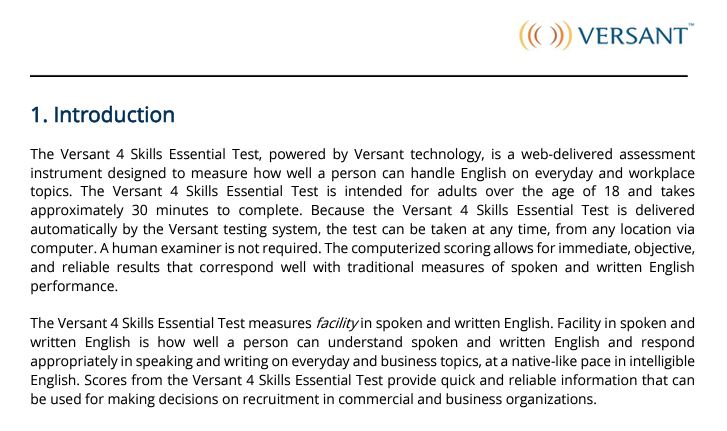 VERSANT™
1. Introduction
The Versant 4 Skills Essential Test, powered by Versant technology, is a web-delivered assessment
instrument designed to measure how well a person can handle English on everyday and workplace
topics. The Versant 4 Skills Essential Test is intended for adults over the age of 18 and takes
approximately 30 minutes to complete. Because the Versant 4 Skills Essential Test is delivered
automatically by the Versant testing system, the test can be taken at any time, from any location via
computer. A human examiner is not required. The computerized scoring allows for immediate, objective,
and reliable results that correspond well with traditional measures of spoken and written English
performance.
The Versant 4 Skills Essential Test measures facility in spoken and written English. Facility in spoken and
written English is how well a person can understand spoken and written English and respond
appropriately in speaking and writing on everyday and business topics, at a native-like pace in intelligible
English. Scores from the Versant 4 Skills Essential Test provide quick and reliable information that can
be used for making decisions on recruitment in commercial and business organizations.